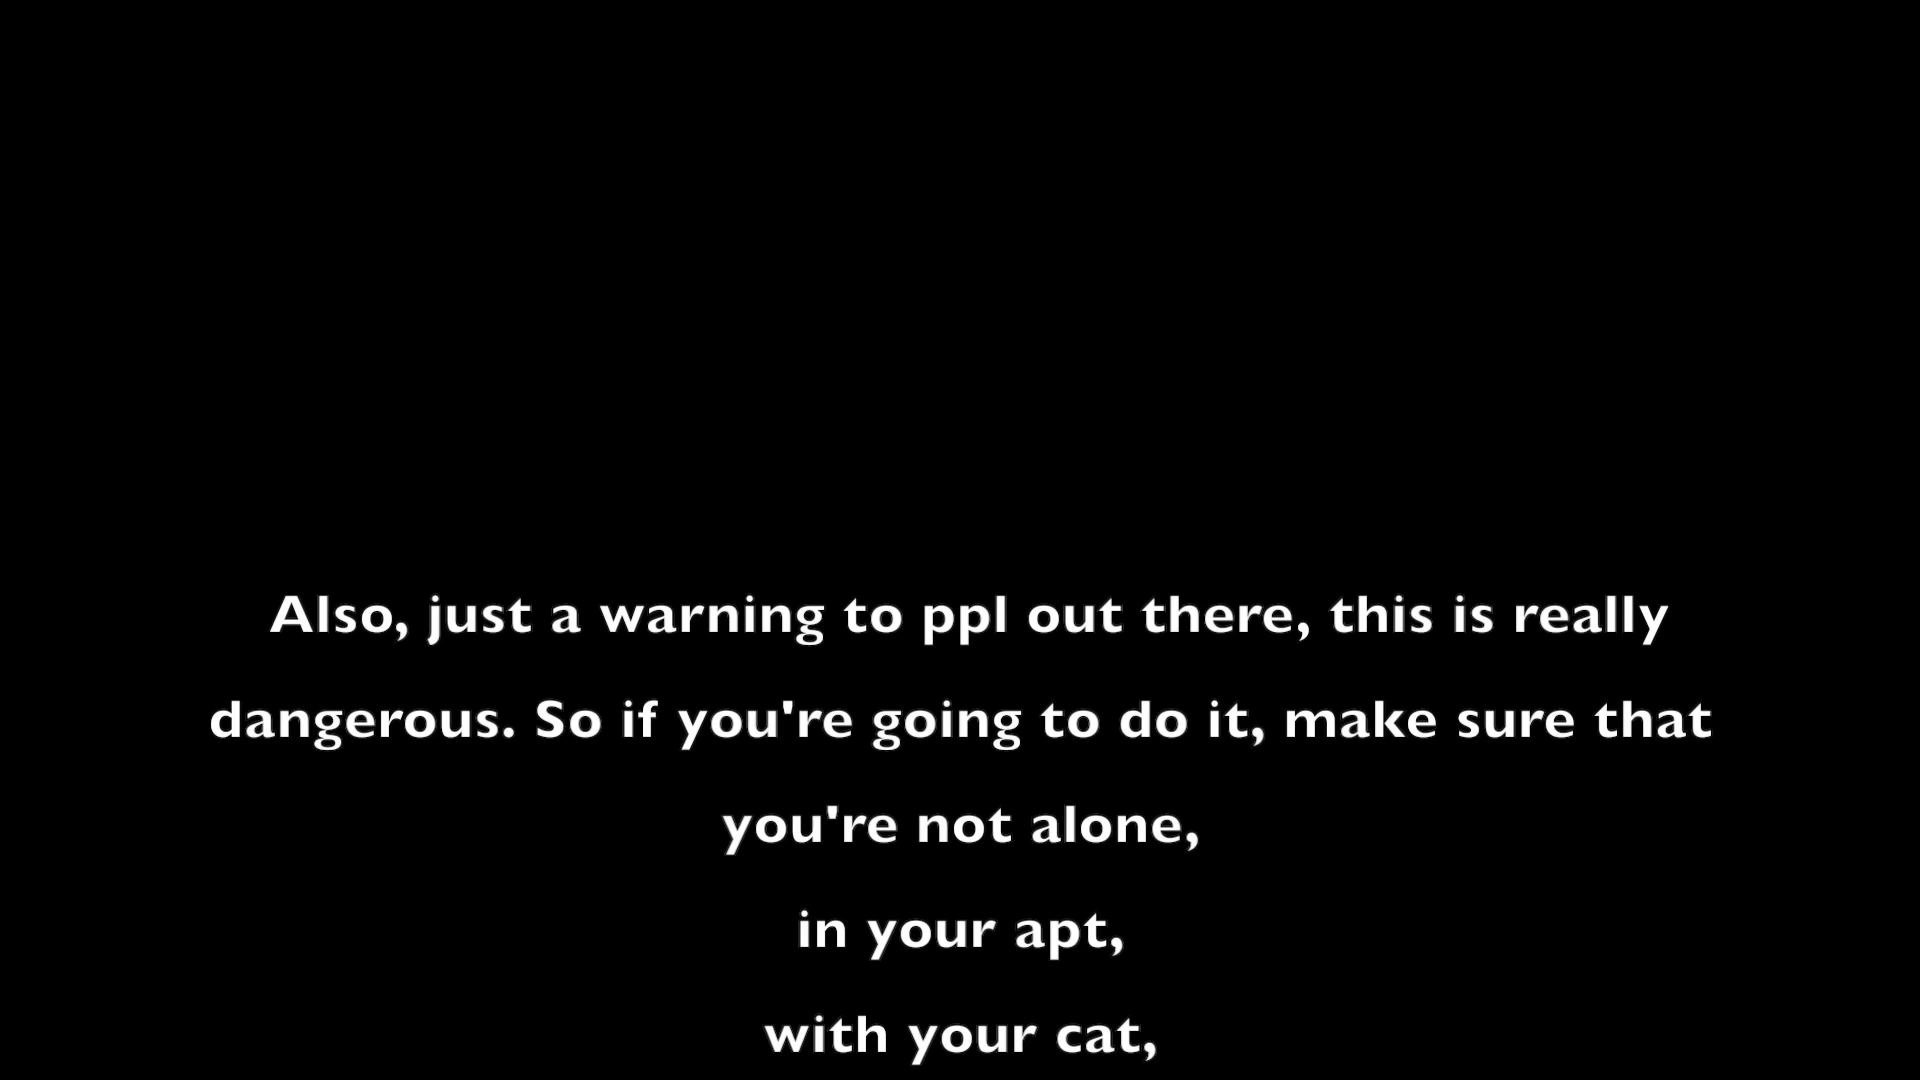 Also, just a warning to ppl out there, this is really
dangerous. So if you're going to do it, make sure that
you're not alone,
in your apt,
with your cat,